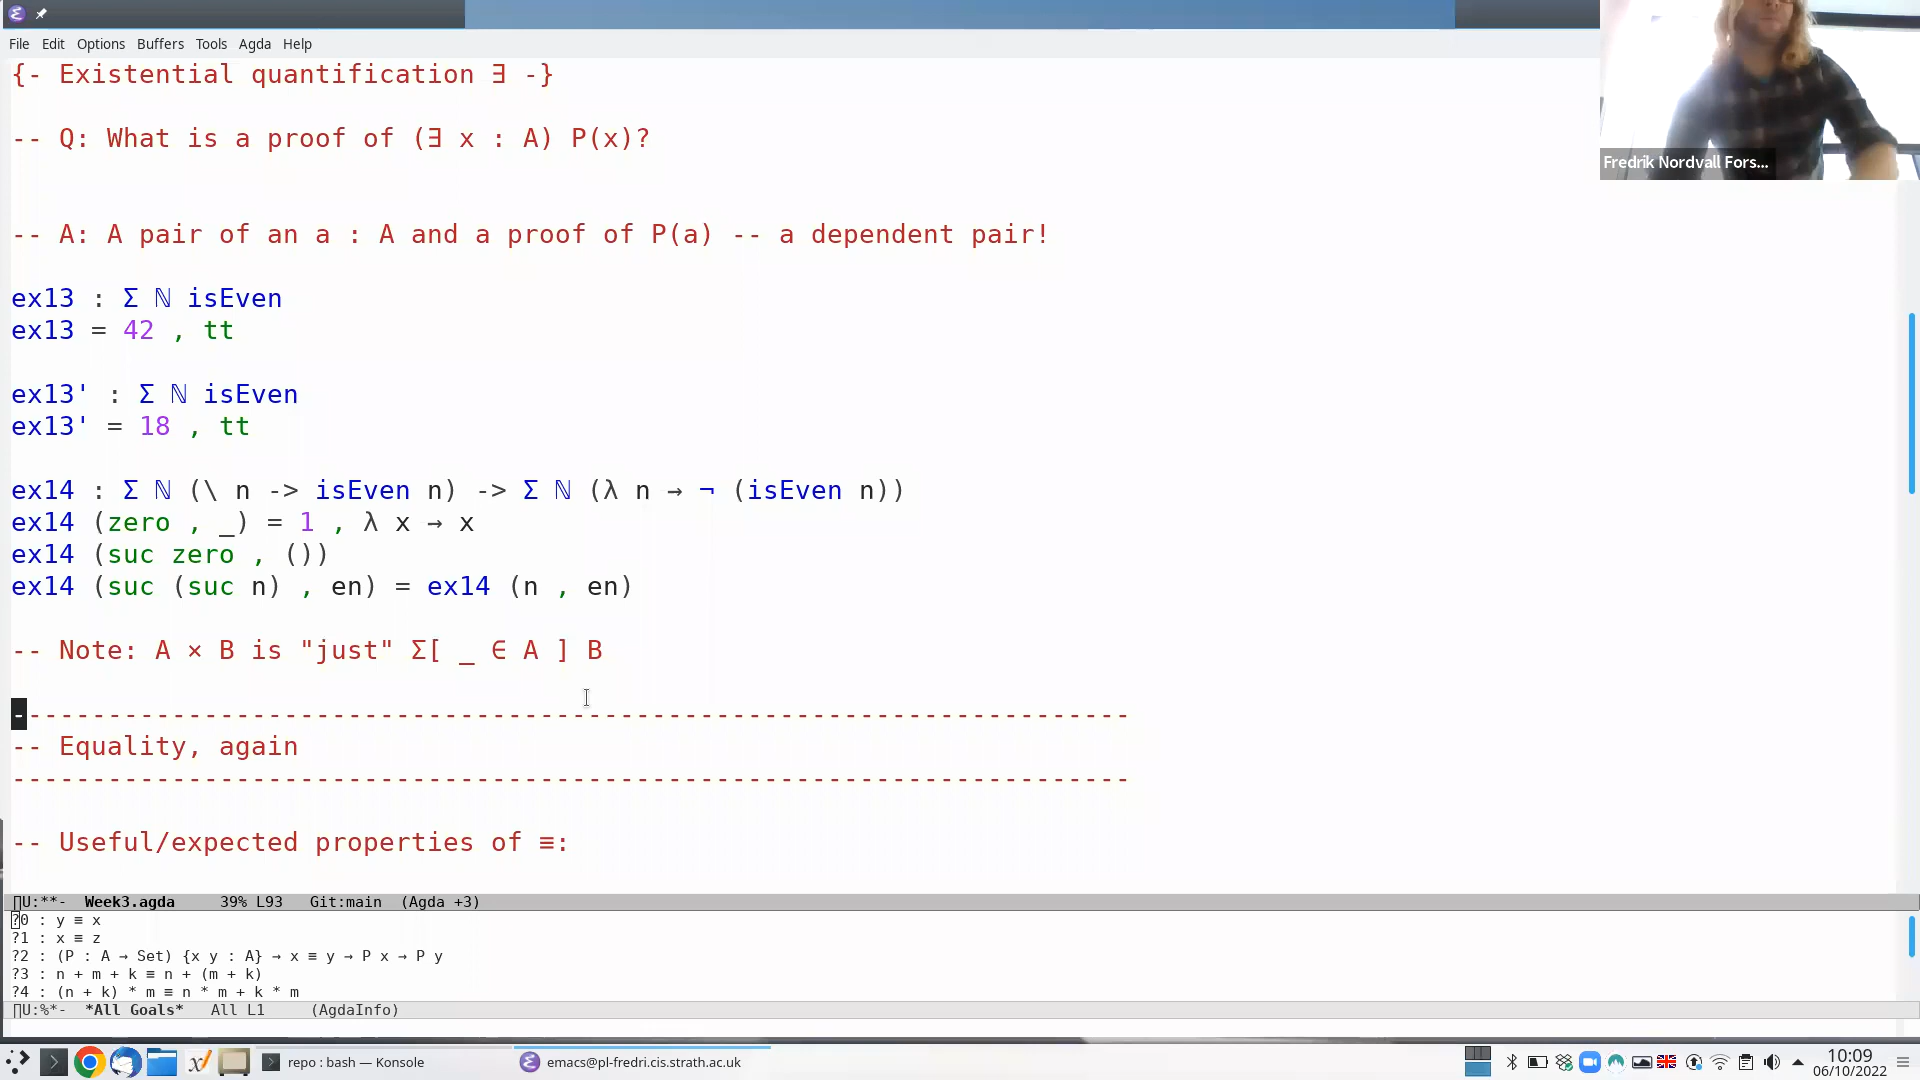 File Edit Options Buffers Tools Agda Help
{- Existential quantification ∃ -}
-- Q: What is a proof of (∃ x : A) P(x)?
-- A: A pair of an a : A and a proof of P(a) -- a dependent pair!
ex13 : Σ ℕ isEven
ex13 = 42 , tt
ex13' : Σ ℕ isEven
ex13' = 18 , tt
ex14 : Σ ℕ (\ n -> isEven n) -> Σ ℕ (λ n → ¬ (isEven n))
ex14 (zero , _) = 1 , λ x → x
ex14 (suc zero , ())
ex14 (suc (suc n) , en) = ex14 (n , en)
-- Note: A × B is "just" Σ[ _ ∈ A ] B
-----------------------------------------------------------------------
-- Equality, again
-----------------------------------------------------------------------
-- Useful/expected properties of ≡:
U:**- Week3.agda 39% L93 Git:main (Agda +3)
?0 : y ≡ x
?1 : x ≡ z
?2 : (P : A → Set) {x y : A} → x ≡ y → P x → P y
?3 : n + m + k ≡ n + (m + k)
?4 : (n + k) * m ≡ n * m + k * m
U:%*- *All Goals* All L1 (AgdaInfo)
repo : bash — Konsole
emacs@pl-fredri.cis.strath.ac.uk
10:09
06/10/2022
Fredrik Nordvall Fors...